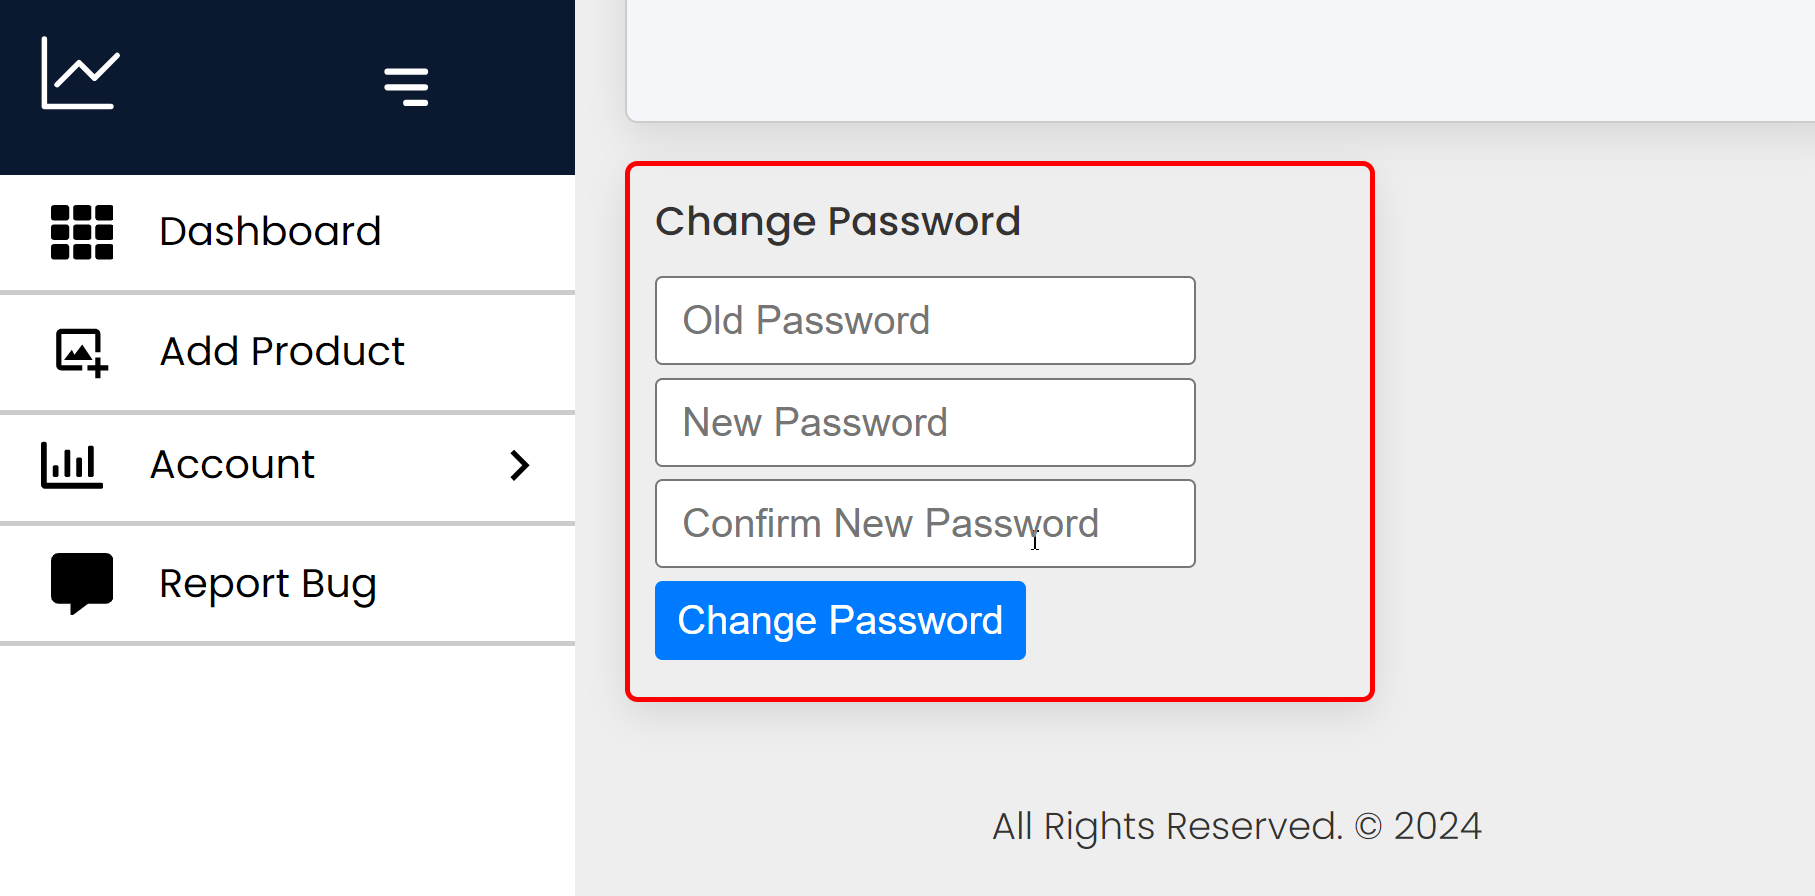 Dashboard
Add Product
Account
Report Bug
Change Password
Old Password
New Password
Confirm New Password
Change Password
All Rights Reserved. © 2024